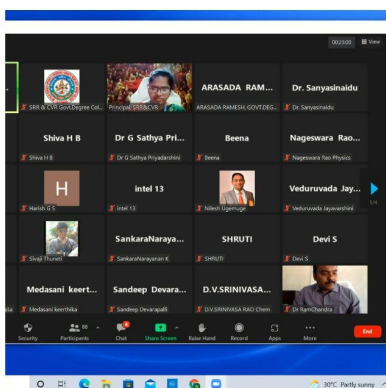 00:23:00 View
...
SRR & CVR Govt.Degree Col...
Principal, SRR&CVR
ARASADA RAM...
ARASADA RAMESH, GOVT.DEG...
Dr. Sanyasinaidu
Dr. Sanyasinaidu
Shiva H B
Shiva H B
Dr G Sathya Pri...
Dr G Sathya Priyadarshini
Beena
Beena
Nageswara Rao...
Nageswara Rao Physics
H
Harish G S
intel 13
intel 13
Nilesh Ugemuge
Veduruvada Jay...
Veduruvada Jayavarshini
1/4
Sivaji Thuneti
SankaraNaraya...
SankaraNarayanan K
SHRUTI
SHRUTI
Devi S
Devi S
Medasani keert...
Medasani keerthika
Sandeep Devara...
Sandeep Devarapalli
D.V.SRINIVASA...
D.V.SRINIVASA RAO Chem
Dr RamChandra
Security
88
Participants
Chat
Share Screen
Raise Hand
Record
Apps
More
End
30°C Partly sunny